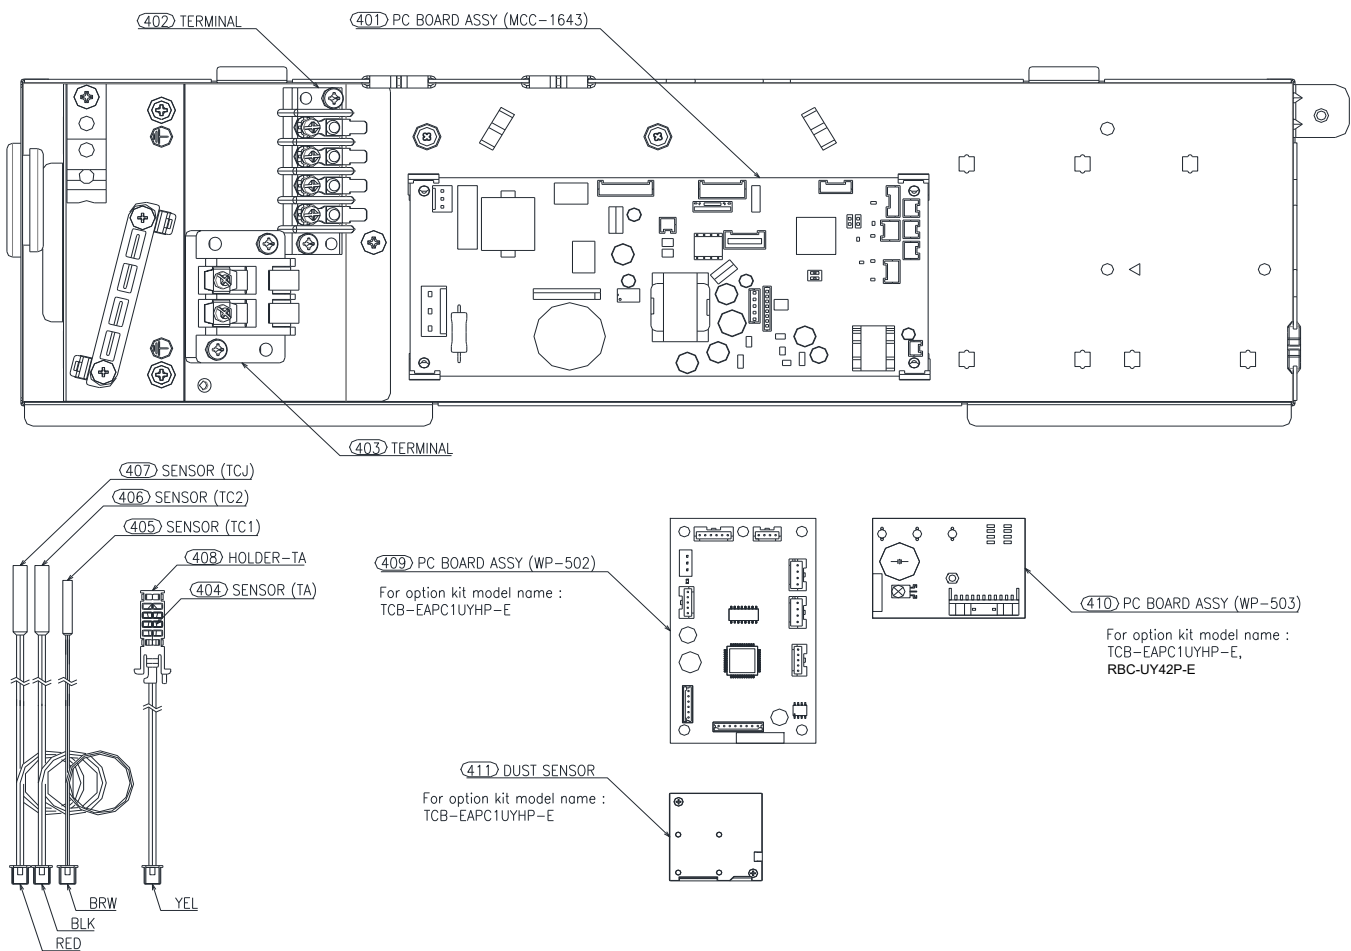 402 TERMINAL
401 PC BOARD ASSY (MCC-1643)
403 TERMINAL
407 SENSOR (TCJ)
406 SENSOR (TC2)
405 SENSOR (TC1)
408 HOLDER-TA
404 SENSOR (TA)
409 PC BOARD ASSY (WP-502)
For option kit model name :
TCB-EAPC1UYHP-E
410 PC BOARD ASSY (WP-503)
For option kit model name :
TCB-EAPC1UYHP-E,
RBC-UY42P-E
411 DUST SENSOR
For option kit model name :
TCB-EAPC1UYHP-E
BRW
YEL
BLK
RED